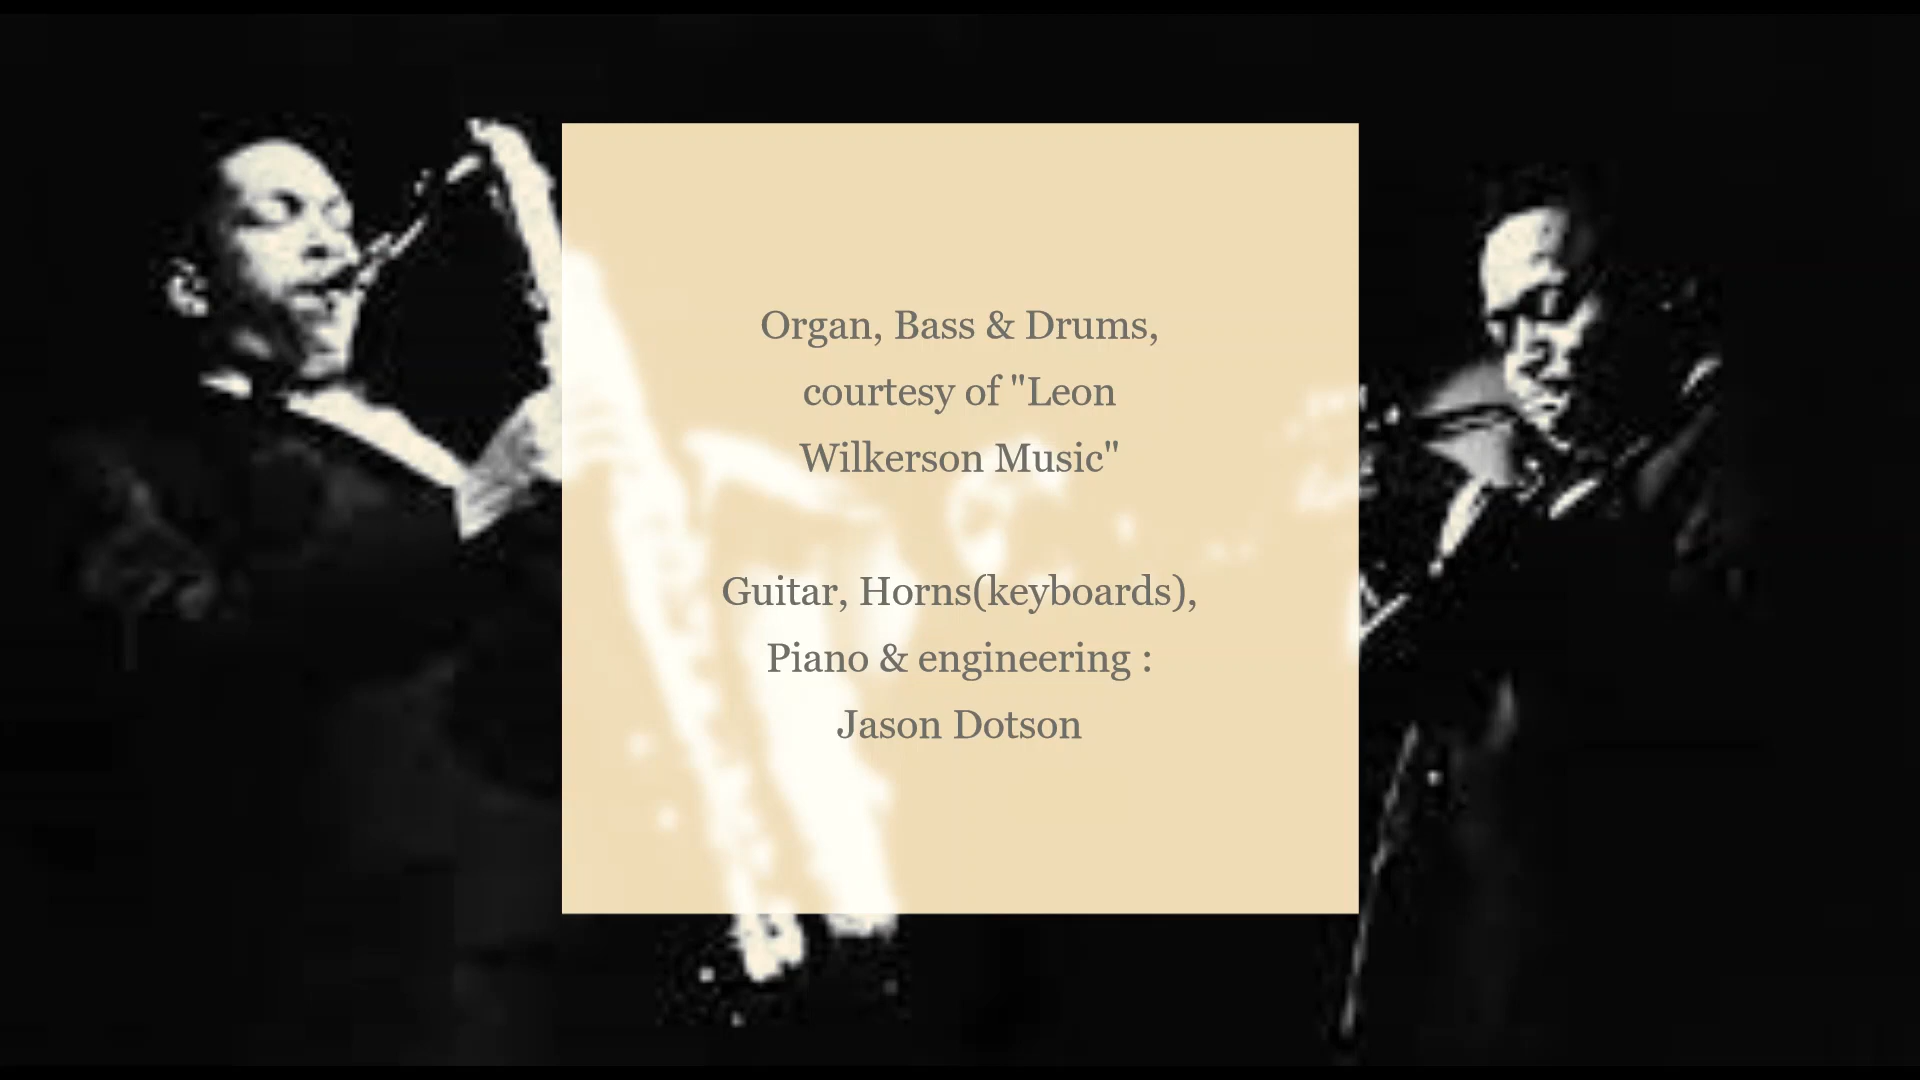 Organ, Bass & Drums,
courtesy of "Leon
Wilkerson Music"
Guitar, Horns(keyboards),
Piano & engineering :
Jason Dotson